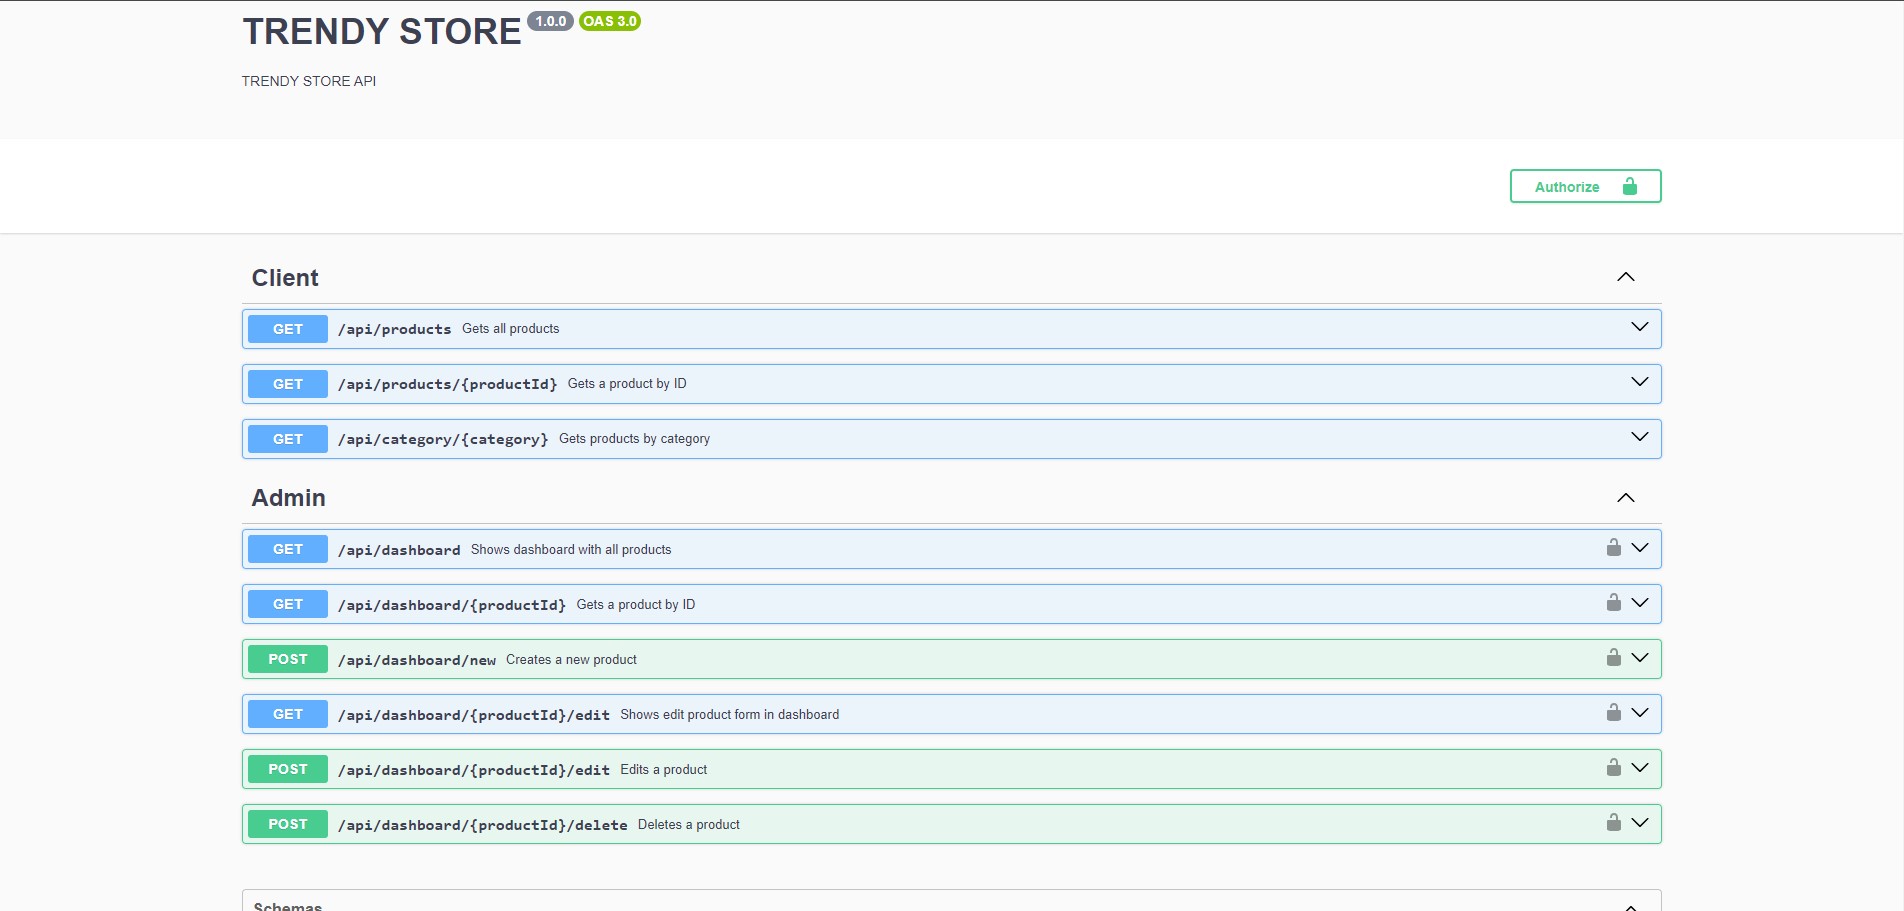 TRENDY STORE 1.0.0 OAS 3.0
TRENDY STORE API
Authorize
Client
GET /api/products Gets all products
GET /api/products/{productId} Gets a product by ID
GET /api/category/{category} Gets products by category
Admin
GET /api/dashboard Shows dashboard with all products
GET /api/dashboard/{productId} Gets a product by ID
POST /api/dashboard/new Creates a new product
GET /api/dashboard/{productId}/edit Shows edit product form in dashboard
POST /api/dashboard/{productId}/edit Edits a product
POST /api/dashboard/{productId}/delete Deletes a product
Schemas